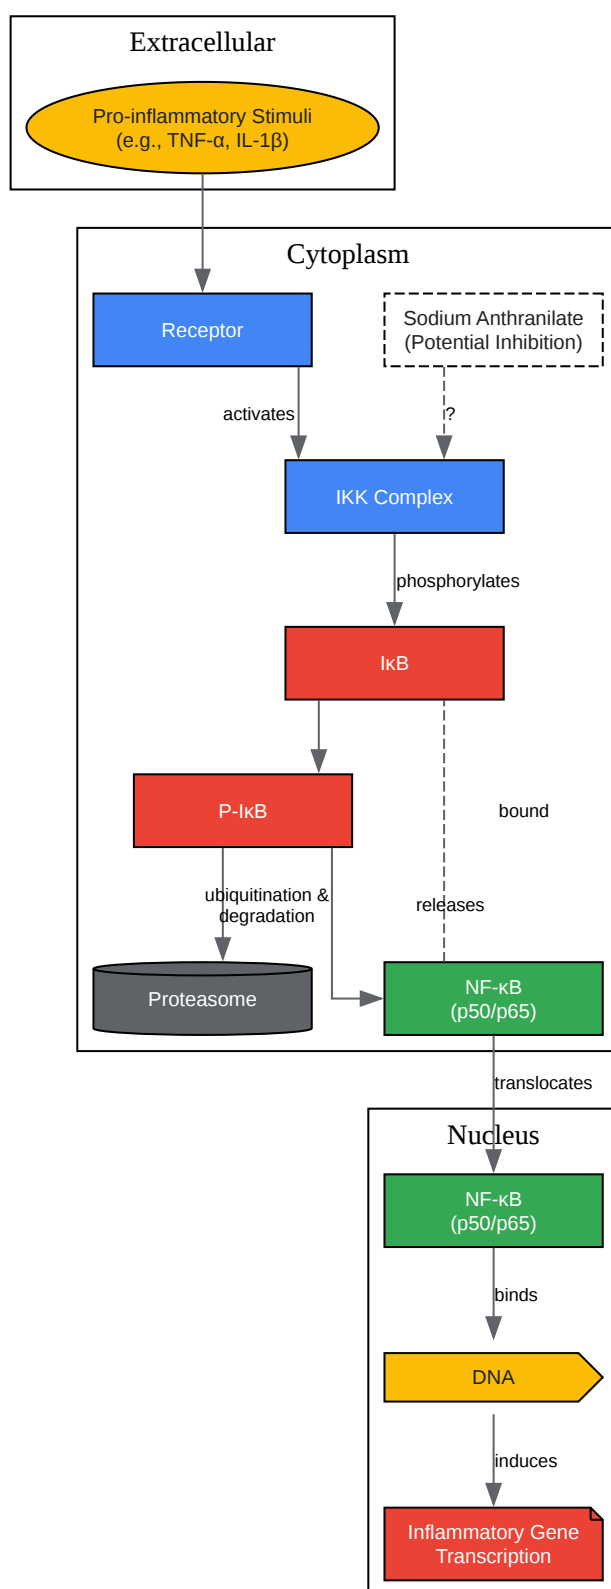 Extracellular
Pro-inflammatory Stimuli
(e.g., TNF-α, IL-1β)
Cytoplasm
Receptor
Sodium Anthranilate
(Potential Inhibition)
activates
?
IKK Complex
phosphorylates
IκB
P-IκB
bound
ubiquitination &
degradation
releases
Proteasome
NF-κB
(p50/p65)
translocates
Nucleus
NF-κB
(p50/p65)
binds
DNA
induces
Inflammatory Gene
Transcription